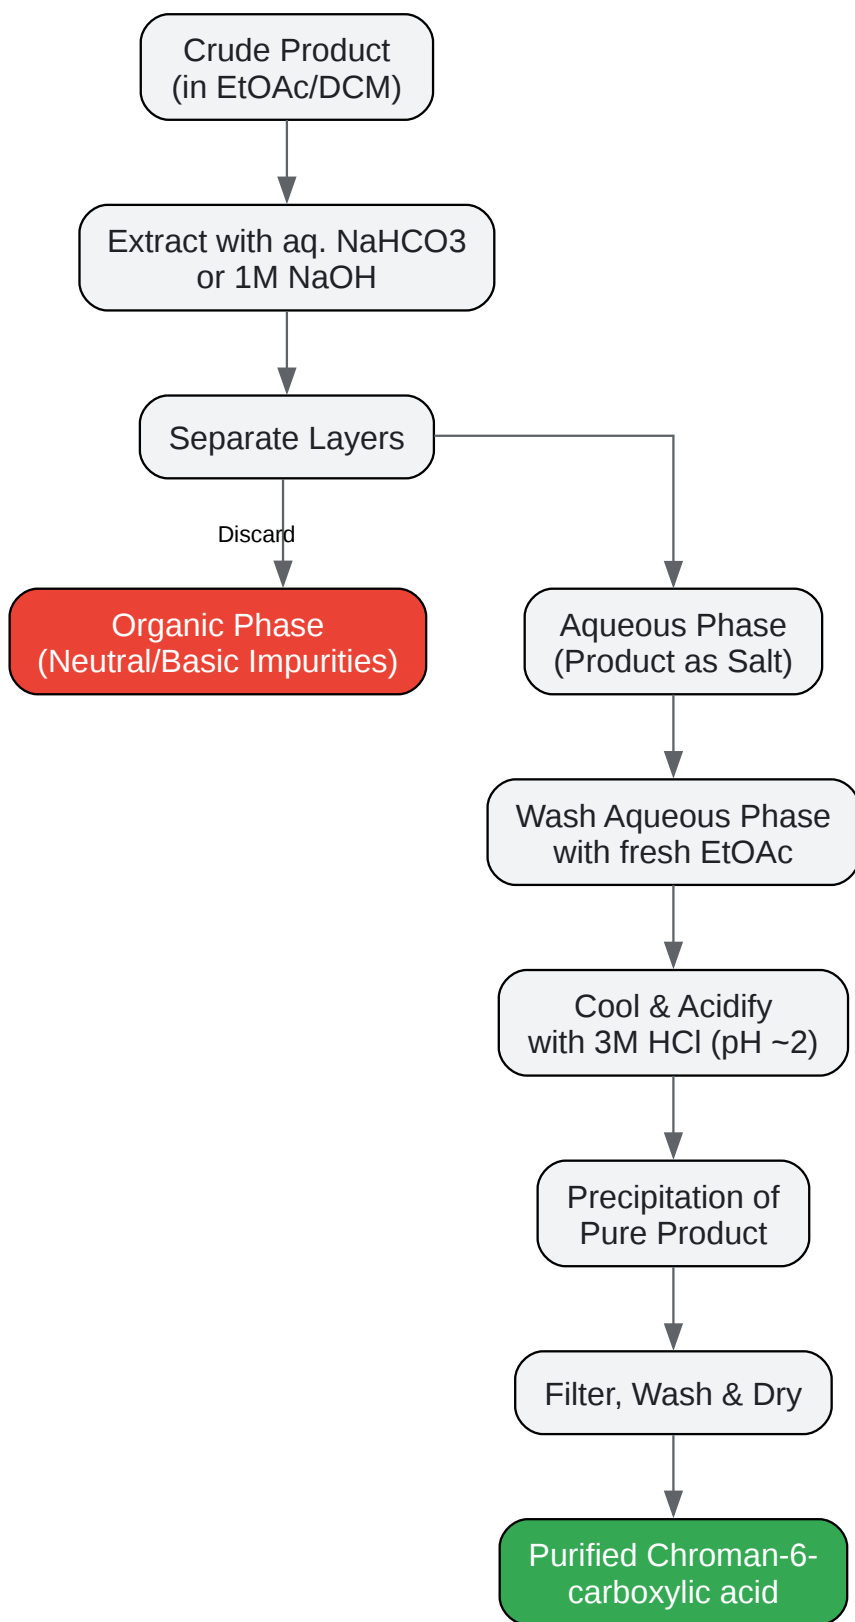 Crude Product
(in EtOAc/DCM)
Extract with aq. NaHCO3
or 1M NaOH
Separate Layers
Discard
Organic Phase
(Neutral/Basic Impurities)
Aqueous Phase
(Product as Salt)
Wash Aqueous Phase
with fresh EtOAc
Cool & Acidify
with 3M HCl (pH ~2)
Precipitation of
Pure Product
Filter, Wash & Dry
Purified Chroman-6-
carboxylic acid